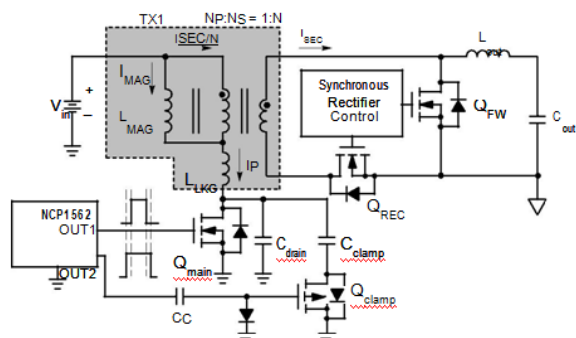 TX1
NP:NS = 1:N
ISEC/N
ISEC
L
out
IMAG
Synchronous
Rectifier
Control
Vin
+
−
LMAG
QFW
Cout
IP
LLKG
QREC
NCP1562
OUT1
Cdrain
Cclamp
Qmain
OUT2
Qclamp
CC